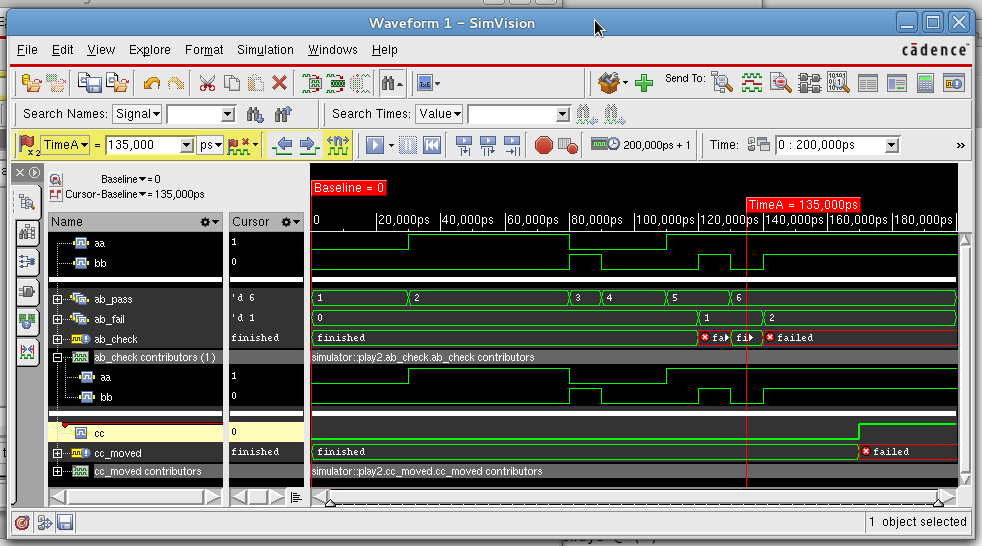 Waveform 1 - SimVision
File Edit View Explore Format Simulation Windows Help
cādence
Send To:
Search Names: Signal Search Times: Value
x2 TimeA = 135,000 ps 200,000ps + 1 Time: 0 : 200,000ps »
Baseline = 0
Cursor-Baseline = 135,000ps
Baseline = 0
TimeA = 135,000ps
Name Cursor 0 20,000ps 40,000ps 60,000ps 80,000ps 100,000ps 120,000ps 140,000ps 160,000ps 180,000ps
aa 1
bb 0
ab_pass 'd 6 1 2 3 4 5 6
ab_fail 'd 1 0 1 2
ab_check finished finished fa fi failed
ab_check contributors (1) simulator::play2.ab_check.ab_check contributors
aa 1
bb 0
cc 0
cc_moved finished finished failed
cc_moved contributors simulator::play2.cc_moved.cc_moved contributors
1 object selected